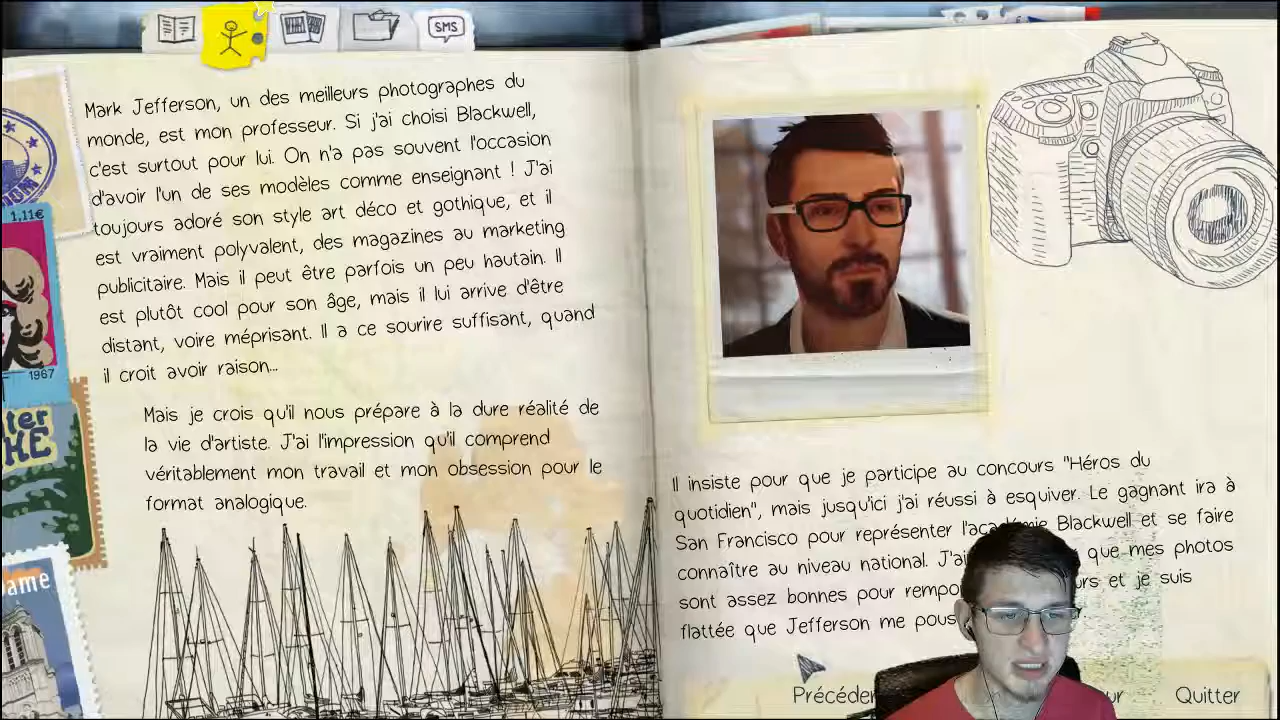 SMS
Mark Jefferson, un des meilleurs photographes du
monde, est mon professeur. Si j'ai choisi Blackwell,
c'est surtout pour lui. On n'a pas souvent l'occasion
d'avoir l'un de ses modèles comme enseignant ! J'ai
toujours adoré son style art déco et gothique, et il
est vraiment polyvalent, des magazines au marketing
publicitaire. Mais il peut être parfois un peu hautain. Il
est plutôt cool pour son âge, mais il lui arrive d'être
distant, voire méprisant. Il a ce sourire suffisant, quand
il croit avoir raison...
Mais je crois qu'il nous prépare à la dure réalité de
la vie d'artiste. J'ai l'impression qu'il comprend
véritablement mon travail et mon obsession pour le
format analogique.
1.11€
1967
Il insiste pour que je participe au concours "Héros du
quotidien", mais jusqu'ici j'ai réussi à esquiver. Le gagnant ira à
San Francisco pour représenter l'académie Blackwell et se faire
connaître au niveau national. J'ai que mes photos
sont assez bonnes pour et je suis
flattée que Jefferson me
Quitter